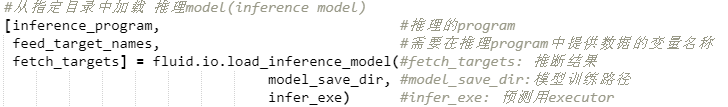 #从指定目录中加载 推理model(inference model)
[inference_program, #推理的program
feed_target_names, #需要在推理program中提供数据的变量名称
fetch_targets] = fluid.io.load_inference_model(#fetch_targets: 推断结果
model_save_dir, #model_save_dir:模型训练路径
infer_exe) #infer_exe: 预测用executor